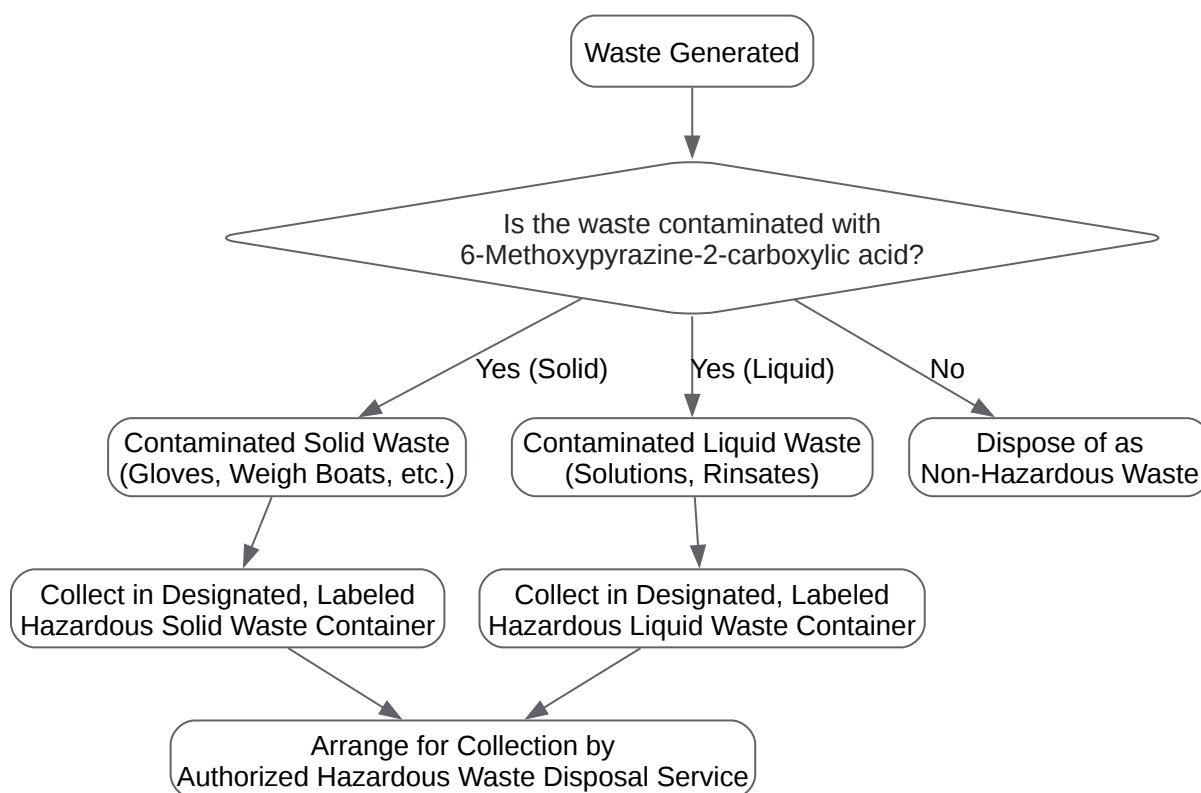 Waste Generated
Is the waste contaminated with
6-Methoxypyrazine-2-carboxylic acid?
Yes (Solid)
Yes (Liquid)
No
Contaminated Solid Waste
(Gloves, Weigh Boats, etc.)
Contaminated Liquid Waste
(Solutions, Rinsates)
Dispose of as
Non-Hazardous Waste
Collect in Designated, Labeled
Hazardous Solid Waste Container
Collect in Designated, Labeled
Hazardous Liquid Waste Container
Arrange for Collection by
Authorized Hazardous Waste Disposal Service